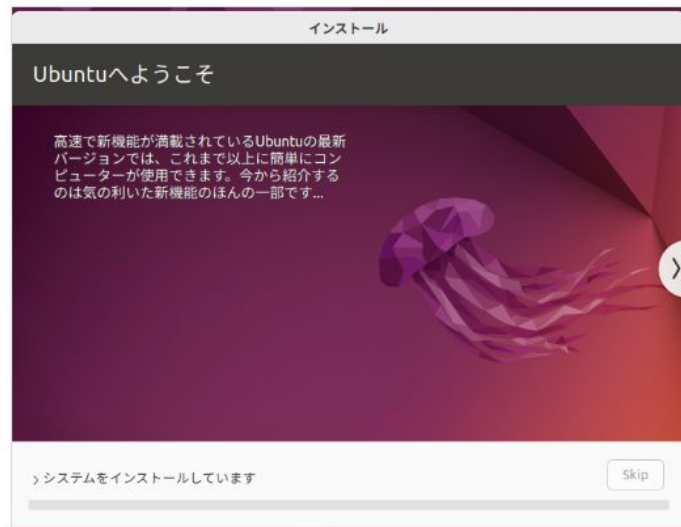 インストール
Ubuntuへようこそ
高速で新機能が満載されているUbuntuの最新
バージョンでは、これまで以上に簡単にコン
ピューターが使用できます。今から紹介する
のは気の利いた新機能のほんの一部です...
›システムをインストールしています
Skip